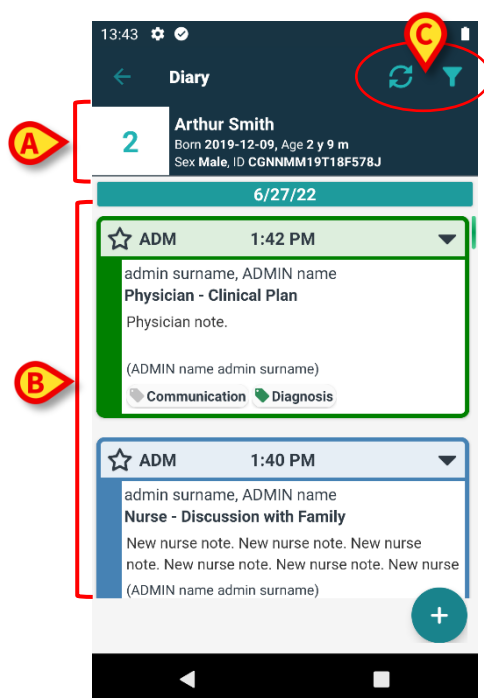 13:43
C
Diary
A
2
Arthur Smith
Born 2019-12-09, Age 2 y 9 m
Sex Male, ID CGNNMM19T18F578J
6/27/22
ADM 1:42 PM
admin surname, ADMIN name
Physician - Clinical Plan
Physician note.
(ADMIN name admin surname)
Communication Diagnosis
B
ADM 1:40 PM
admin surname, ADMIN name
Nurse - Discussion with Family
New nurse note. New nurse note. New nurse
note. New nurse note. New nurse note. New nurse
(ADMIN name admin surname)
+